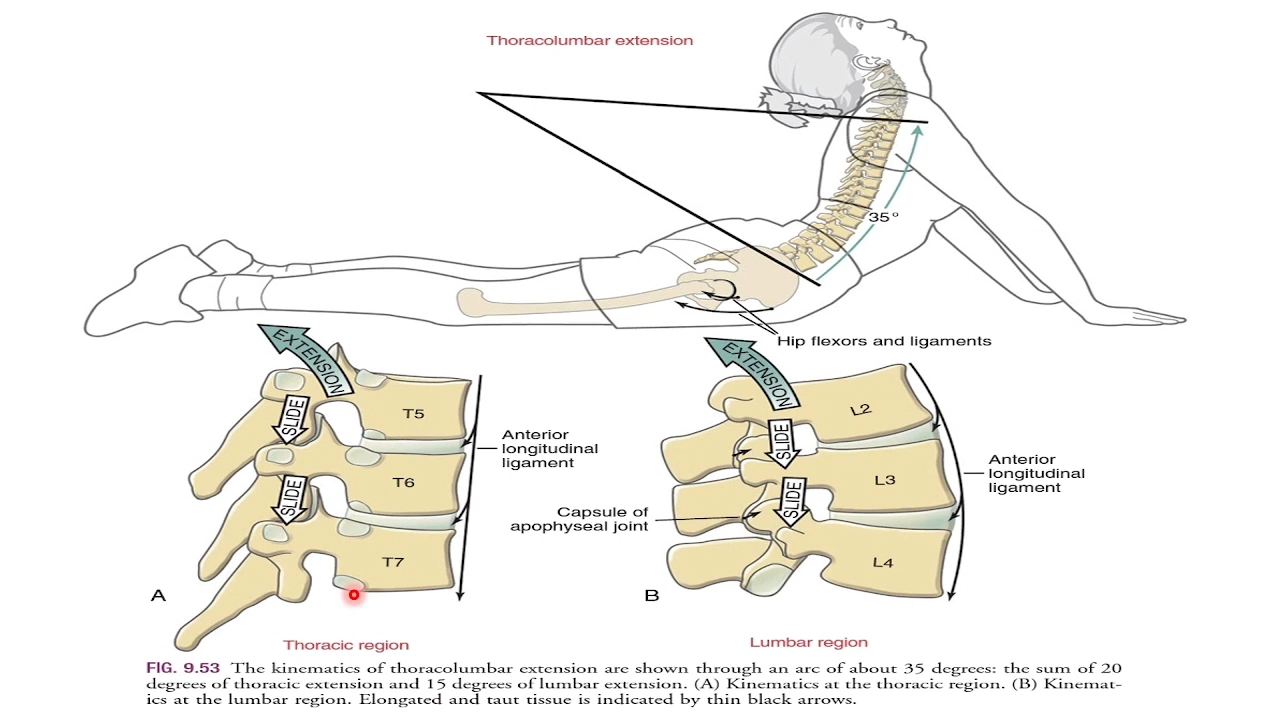 Thoracolumbar extension
35°
Hip flexors and ligaments
EXTENSION
SLIDE
SLIDE
T5
T6
T7
Anterior
longitudinal
ligament
A
Thoracic region
EXTENSION
SLIDE
SLIDE
L2
L3
L4
Anterior
longitudinal
ligament
Capsule of
apophyseal joint
B
Lumbar region
FIG. 9.53 The kinematics of thoracolumbar extension are shown through an arc of about 35 degrees: the sum of 20
degrees of thoracic extension and 15 degrees of lumbar extension. (A) Kinematics at the thoracic region. (B) Kinemat-
ics at the lumbar region. Elongated and taut tissue is indicated by thin black arrows.